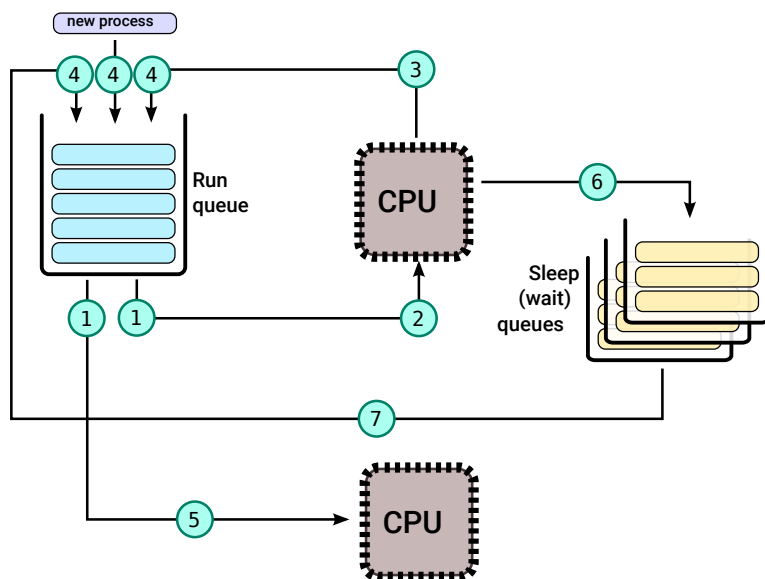 new process
4
4
4
3
6
CPU
Run
queue
Sleep
(wait)
queues
1
1
2
7
5
CPU